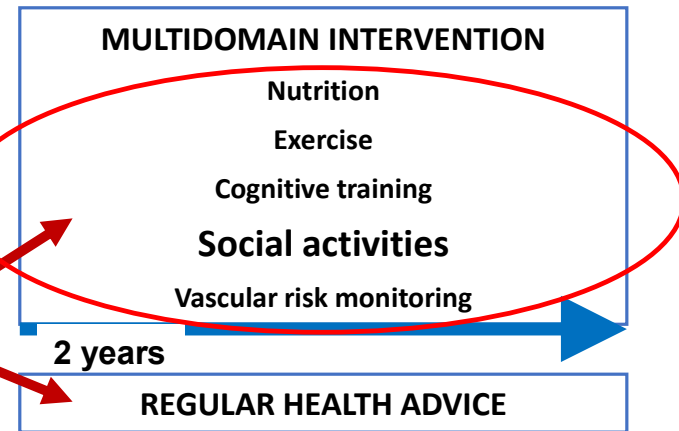 MULTIDOMAIN INTERVENTION
Nutrition
Exercise
Cognitive training
Social activities
Vascular risk monitoring
2 years
REGULAR HEALTH ADVICE